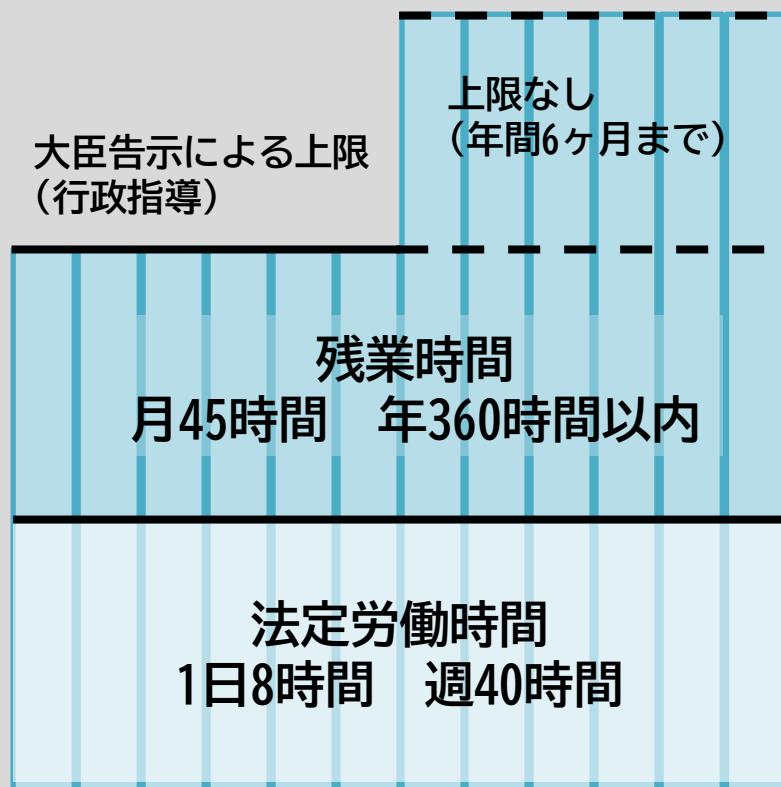 上限なし
（年間6ヶ月まで）
大臣告示による上限
（行政指導）
残業時間
月45時間　年360時間以内
法定労働時間
1日8時間　週40時間